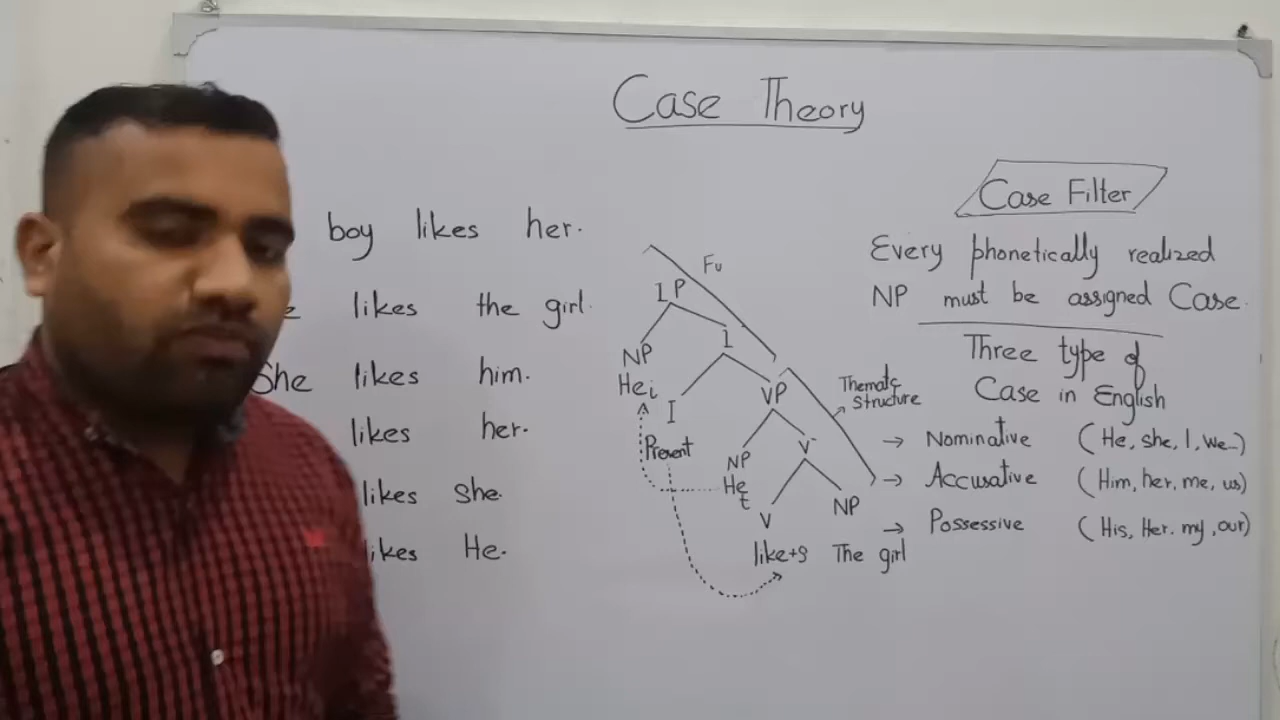 Case Theory
boy likes her.
likes the girl.
She likes him.
likes her.
likes she.
likes He.
Fu
IP
NP I
He i
I VP
Present
Thematic
Structure
NP V
He
t
V NP
like+s The girl
Case Filter
Every phonetically realized
NP must be assigned Case.
Three type of
Case in English
→ Nominative (He, she, I, we..)
→ Accusative (Him, her, me, us)
→ Possessive (His, Her. my, our)